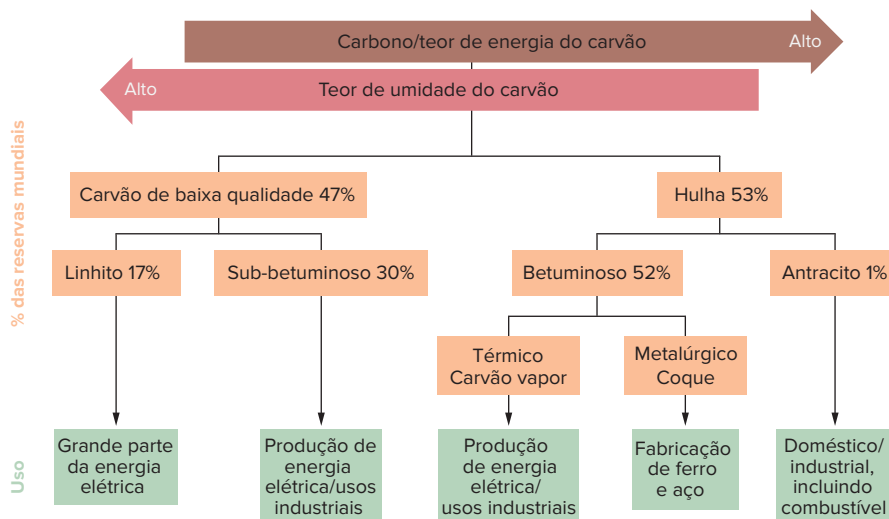 Carbono/teor de energia do carvão
Alto
Alto
Teor de umidade do carvão
% das reservas mundiais
Carvão de baixa qualidade 47%
Hulha 53%
Linhito 17%
Sub-betuminoso 30%
Betuminoso 52%
Antracito 1%
Térmico
Carvão vapor
Metalúrgico
Coque
Uso
Grande parte
da energia
elétrica
Produção de
energia
elétrica/usos
industriais
Produção
de energia
elétrica/
usos industriais
Fabricação
de ferro
e aço
Doméstico/
industrial,
incluindo
combustível